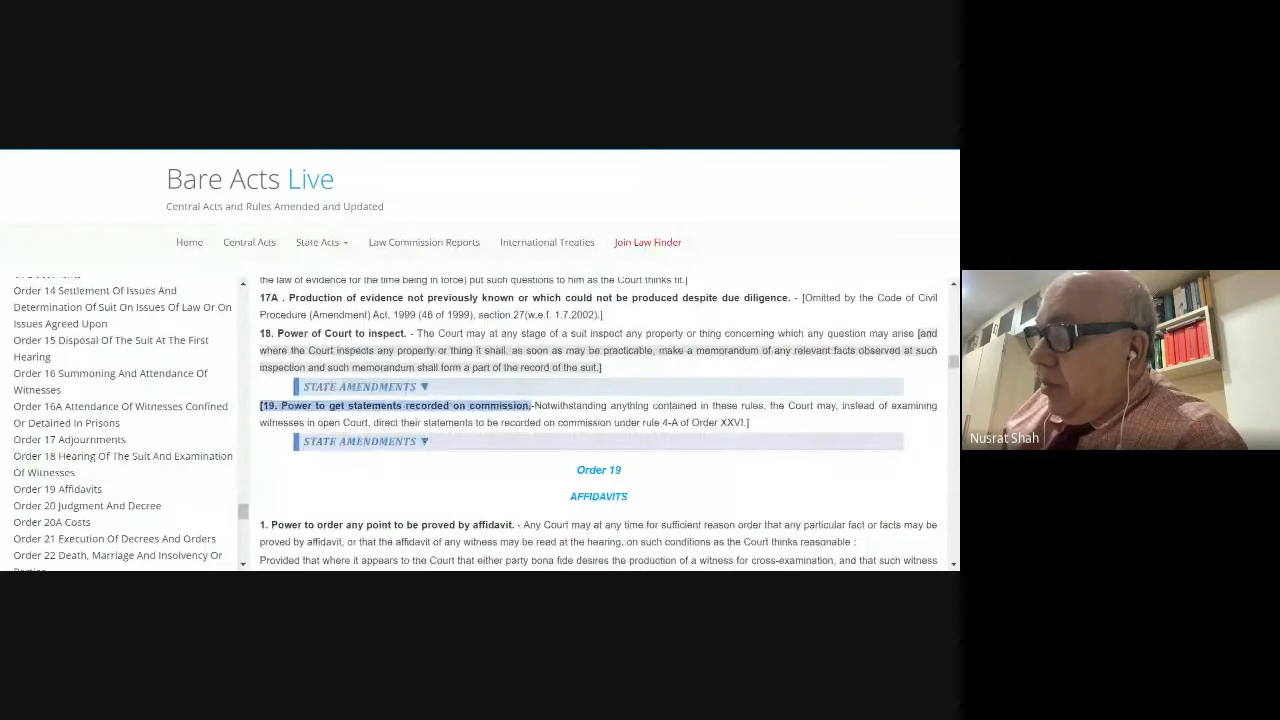 Bare Acts Live
Central Acts and Rules Amended and Updated
Home Central Acts State Acts Law Commission Reports International Treaties Join Law Finder
Order 14 Settlement Of Issues And
Determination Of Suit On Issues Of Law Or On
Issues Agreed Upon
Order 15 Disposal Of The Suit At The First
Hearing
Order 16 Summoning And Attendance Of
Witnesses
Order 16A Attendance Of Witnesses Confined
Or Detained In Prisons
Order 17 Adjournments
Order 18 Hearing Of The Suit And Examination
Of Witnesses
Order 19 Affidavits
Order 20 Judgment And Decree
Order 20A Costs
Order 21 Execution Of Decrees And Orders
Order 22 Death, Marriage And Insolvency Or
the law of evidence for the time being in force) put such questions to him as the Court thinks fit.]
17A . Production of evidence not previously known or which could not be produced despite due diligence. - [Omitted by the Code of Civil
Procedure (Amendment) Act, 1999 (46 of 1999), section 27(w.e.f. 1.7.2002).]
18. Power of Court to inspect. - The Court may at any stage of a suit inspect any property or thing concerning which any question may arise [and
where the Court inspects any property or thing it shall, as soon as may be practicable, make a memorandum of any relevant facts observed at such
inspection and such memorandum shall form a part of the record of the suit.]
STATE AMENDMENTS ▼
[19. Power to get statements recorded on commission.-Notwithstanding anything contained in these rules, the Court may, instead of examining
witnesses in open Court, direct their statements to be recorded on commission under rule 4-A of Order XXVI.]
STATE AMENDMENTS ▼
Order 19
AFFIDAVITS
1. Power to order any point to be proved by affidavit. - Any Court may at any time for sufficient reason order that any particular fact or facts may be
proved by affidavit, or that the affidavit of any witness may be read at the hearing, on such conditions as the Court thinks reasonable :
Provided that where it appears to the Court that either party bona fide desires the production of a witness for cross-examination, and that such witness
Nusrat Shah